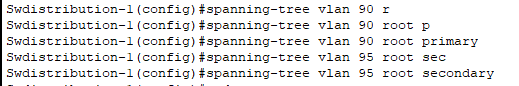 Swdistribution-1(config)#spanning-tree vlan 90 r
Swdistribution-1(config)#spanning-tree vlan 90 root p
Swdistribution-1(config)#spanning-tree vlan 90 root primary
Swdistribution-1(config)#spanning-tree vlan 95 root sec
Swdistribution-1(config)#spanning-tree vlan 95 root secondary